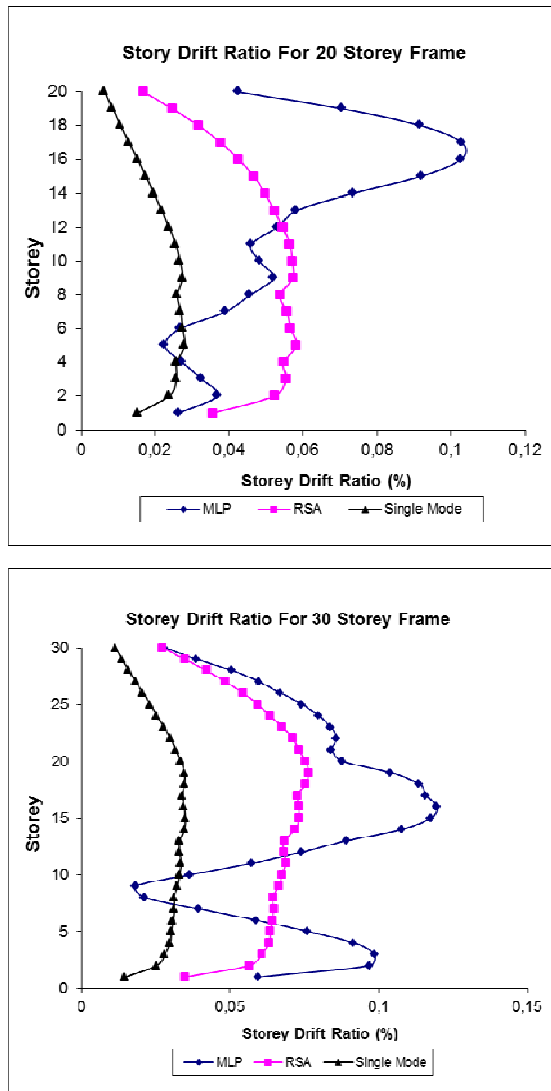 Story Drift Ratio For 20 Storey Frame
20
18
16
14
12
10
8
6
4
2
0
Storey
0 0,02 0,04 0,06 0,08 0,1 0,12
Storey Drift Ratio (%)
MLP RSA Single Mode
Storey Drift Ratio For 30 Storey Frame
30
25
20
15
10
5
0
Storey
0 0,05 0,1 0,15
Storey Drift Ratio (%)
MLP RSA Single Mode